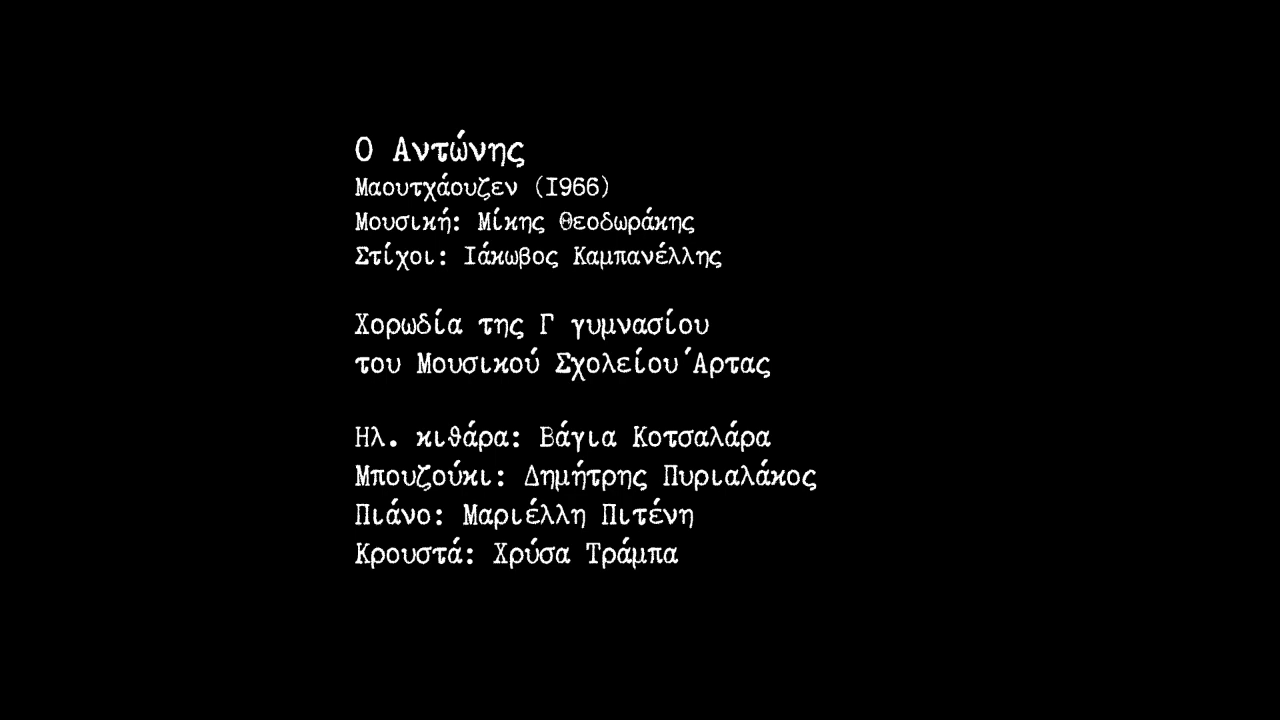 Ο Αντώνης
Μαουτχάουζεν (1966)
Μουσική: Μίκης Θεοδωράκης
Στίχοι: Ιάκωβος Καμπανέλλης
Χορωδία της Γ γυμνασίου
του Μουσικού Σχολείου Άρτας
Ηλ. κιθάρα: Βάγια Κοτσαλάρα
Μπουζούκι: Δημήτρης Πυριαλάκος
Πιάνο: Μαριέλλη Πιτένη
Κρουστά: Χρύσα Τράμπα